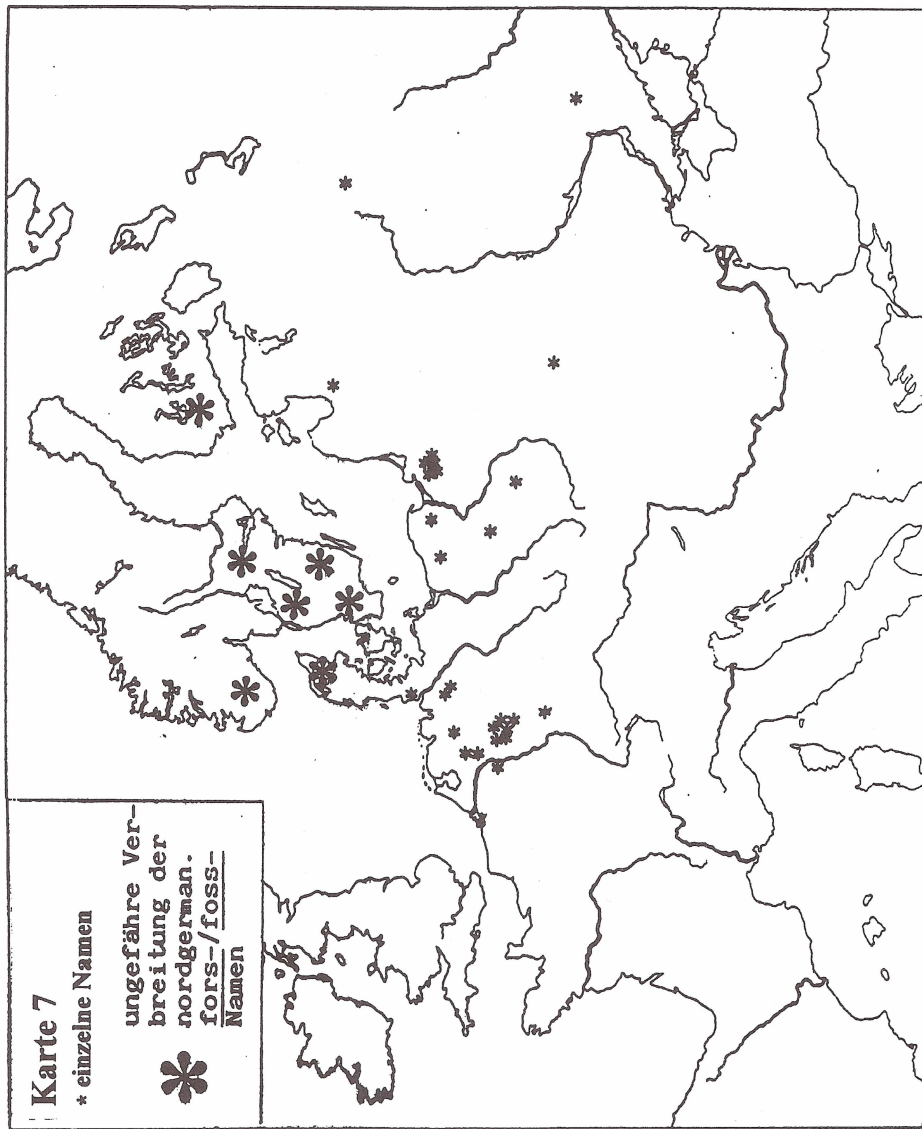 Karte 7
* einzelne Namen
ungefähre Ver-
breitung der
nordgerman.
fors-/foss-
Namen